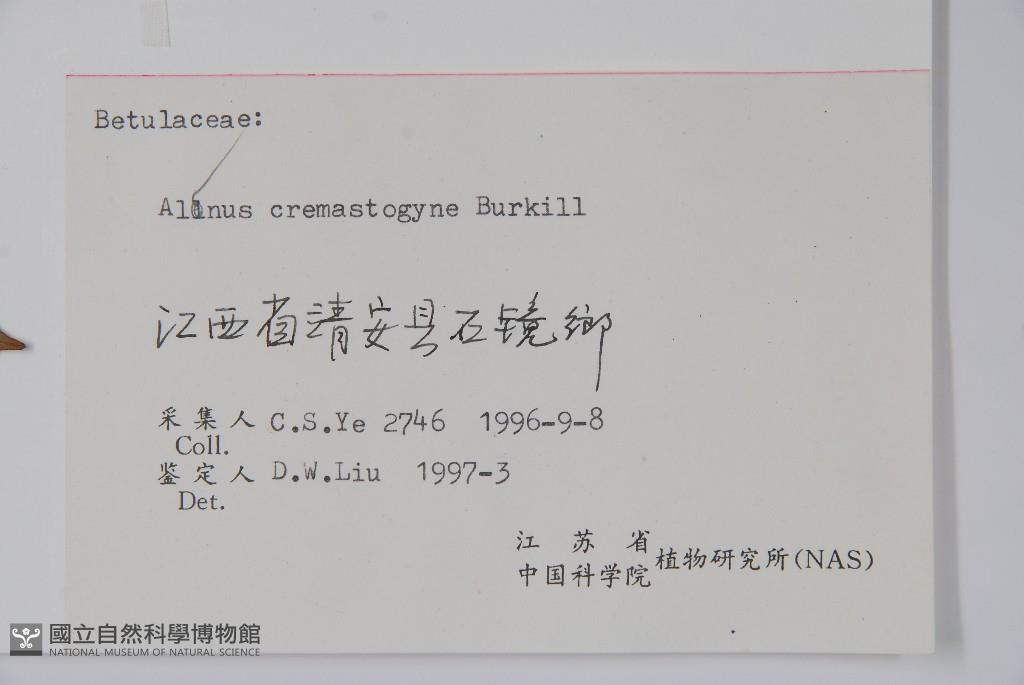 Betulaceae:
Alnus cremastogyne Burkill
江西省清安县石镜鄉
采集人 C.S.Ye 2746 1996-9-8
Coll.
鉴定人 D.W.Liu 1997-3
Det.
江苏省
中国科学院 植物研究所(NAS)
國立自然科學博物館
NATIONAL MUSEUM OF NATURAL SCIENCE